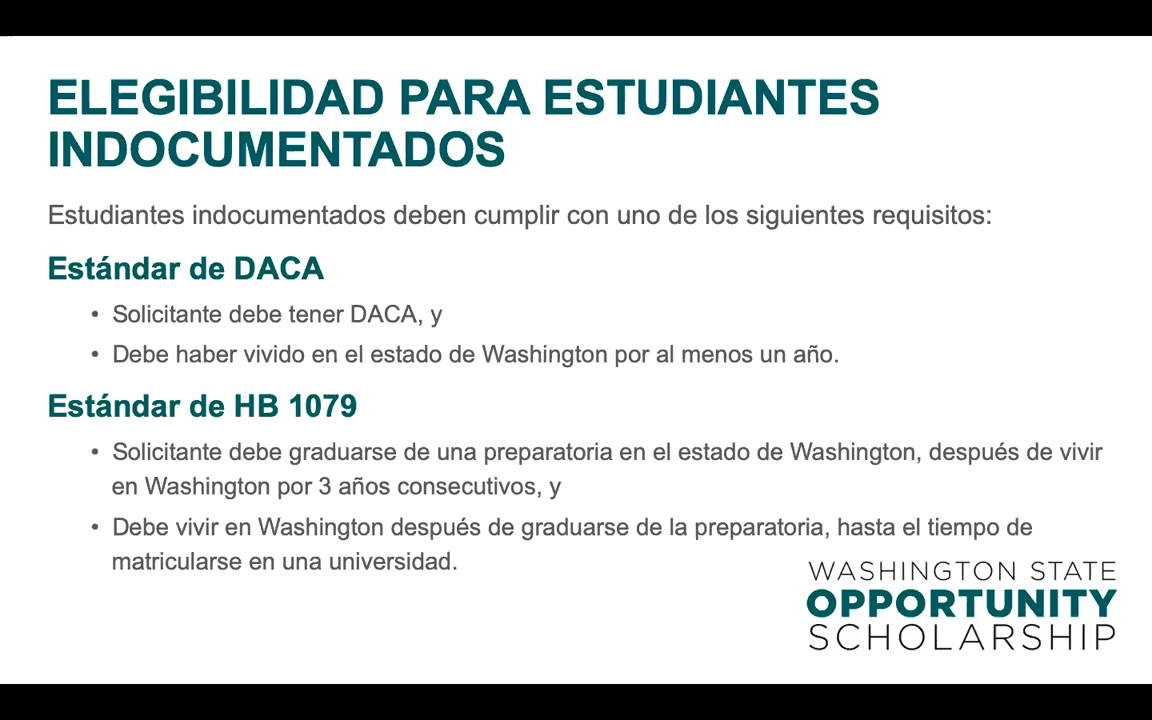 ELEGIBILIDAD PARA ESTUDIANTES
INDOCUMENTADOS
Estudiantes indocumentados deben cumplir con uno de los siguientes requisitos:
Estándar de DACA
• Solicitante debe tener DACA, y
• Debe haber vivido en el estado de Washington por al menos un año.
Estándar de HB 1079
• Solicitante debe graduarse de una preparatoria en el estado de Washington, después de vivir
en Washington por 3 años consecutivos, y
• Debe vivir en Washington después de graduarse de la preparatoria, hasta el tiempo de
matricularse en una universidad.
WASHINGTON STATE
OPPORTUNITY
SCHOLARSHIP